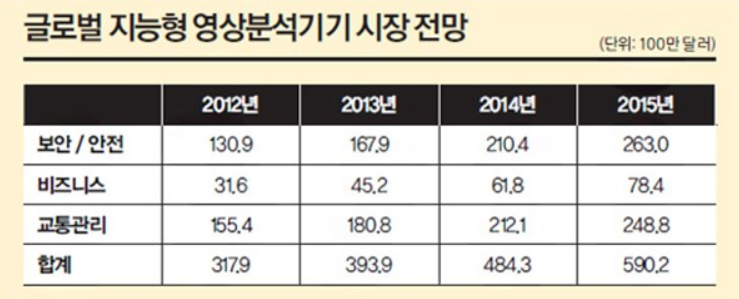 글로벌 지능형 영상분석기기 시장 전망
(단위: 100만 달러)
2012년 2013년 2014년 2015년
보안 / 안전 130.9 167.9 210.4 263.0
비즈니스 31.6 45.2 61.8 78.4
교통관리 155.4 180.8 212.1 248.8
합계 317.9 393.9 484.3 590.2